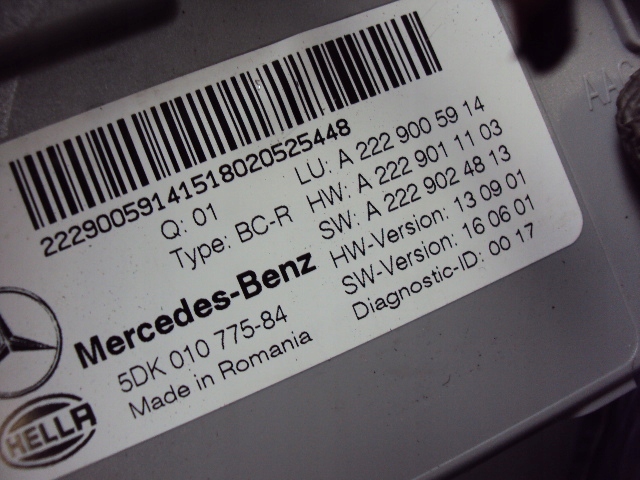 22290059141518020525448
Q: 01
Type: BC-R
LU: A 222 900 59 14
HW: A 222 901 11 03
SW: A 222 902 48 13
HW-Version: 13 09 01
SW-Version: 16 06 01
Diagnostic-ID: 00 17
Mercedes-Benz
5DK 010 775-84
Made in Romania
HELLA